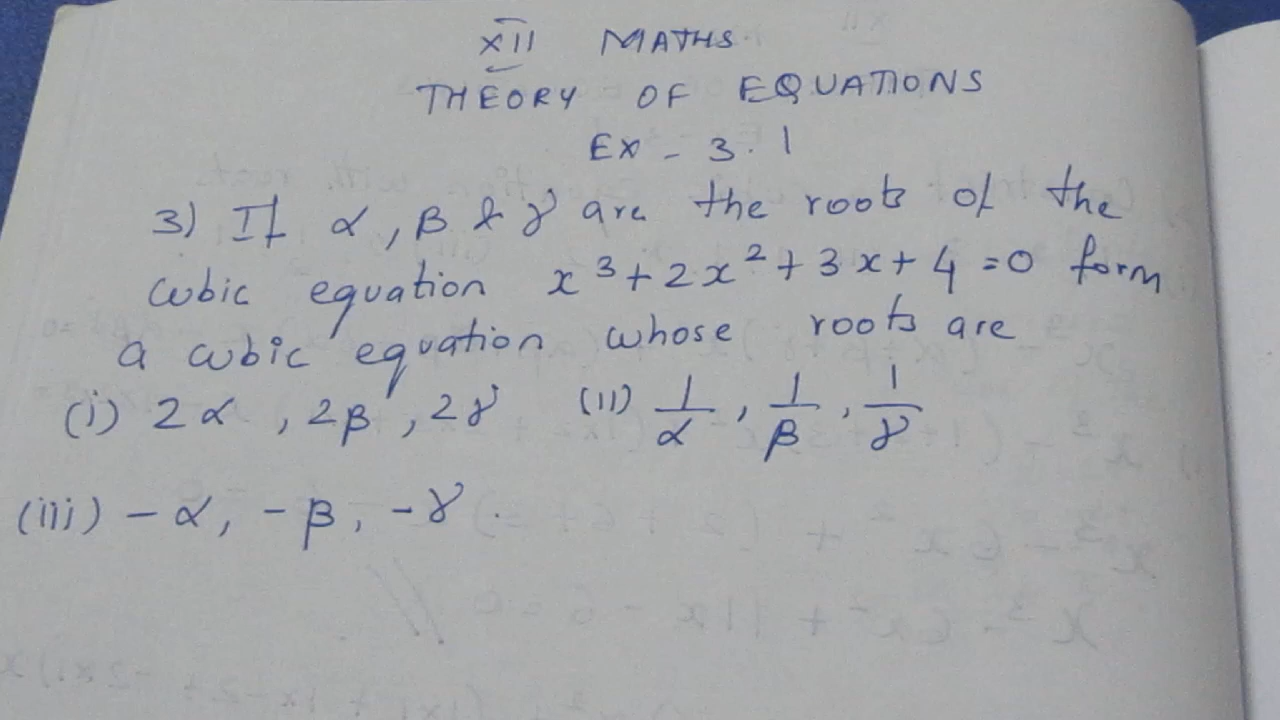 XII MATHS
THEORY OF EQUATIONS
EX - 3.1
3) If α, β & γ are the roots of the
cubic equation x³ + 2x² + 3x + 4 = 0 form
a cubic equation whose roots are
(i) 2α, 2β, 2γ (ii) 1/α, 1/β, 1/γ
(iii) -α, -β, -γ.